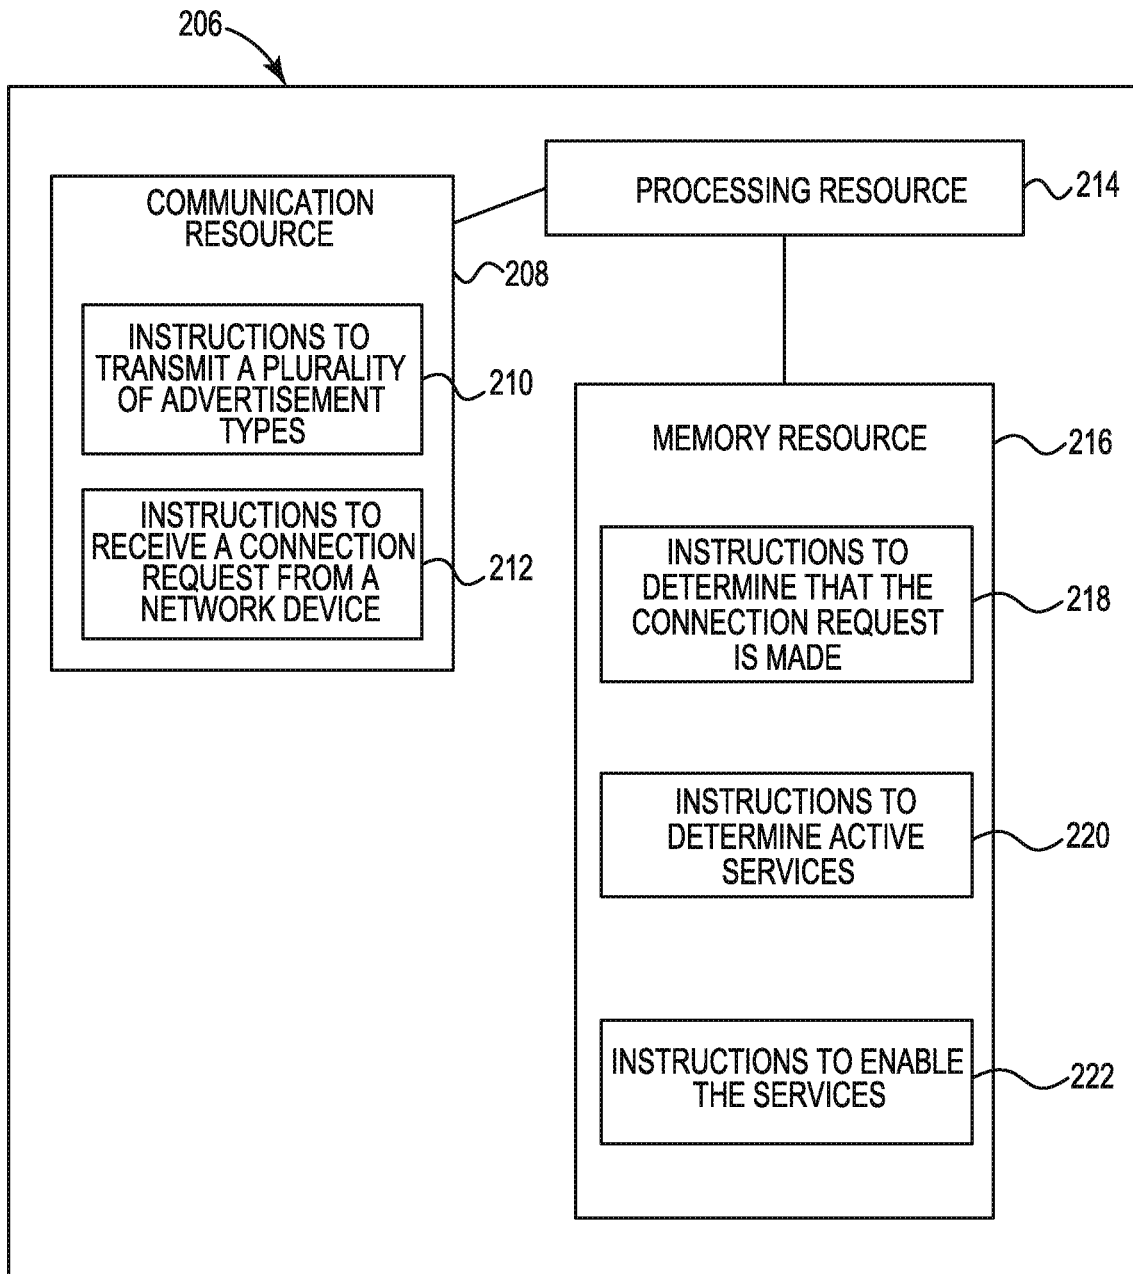 206
COMMUNICATION
RESOURCE
208
INSTRUCTIONS TO
TRANSMIT A PLURALITY
OF ADVERTISEMENT
TYPES
210
INSTRUCTIONS TO
RECEIVE A CONNECTION
REQUEST FROM A
NETWORK DEVICE
212
PROCESSING RESOURCE
214
MEMORY RESOURCE
216
INSTRUCTIONS TO
DETERMINE THAT THE
CONNECTION REQUEST
IS MADE
218
INSTRUCTIONS TO
DETERMINE ACTIVE
SERVICES
220
INSTRUCTIONS TO ENABLE
THE SERVICES
222